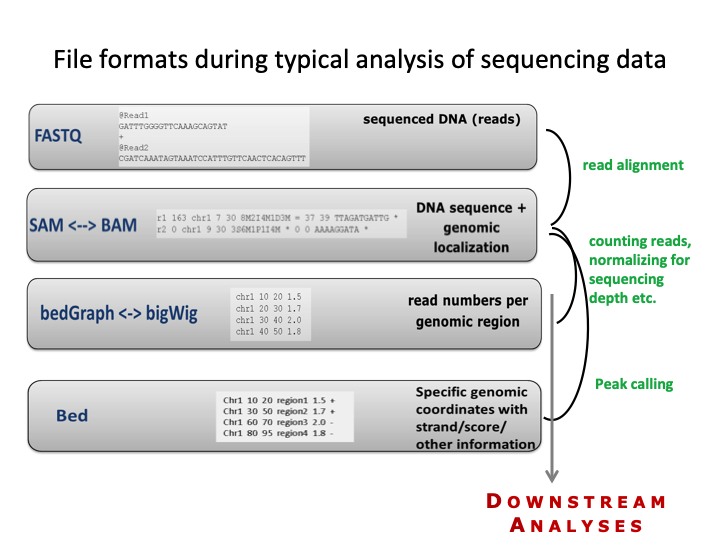 File formats during typical analysis of sequencing data
FASTQ
@Read1
GATTTGGGGTTCAAAGCAGTAT
+
@Read2
CGATCAAATAGTAAATCCATTTGTTCAACTCACAGTTT
sequenced DNA (reads)
read alignment
SAM <--> BAM
r1 163 chr1 7 30 8M2I4M1D3M = 37 39 TTAGATGATTG *
r2 0 chr1 9 30 3S6M1P1I4M * 0 0 AAAAGGATA *
DNA sequence +
genomic
localization
counting reads,
normalizing for
sequencing
depth etc.
bedGraph <-> bigWig
chr1 10 20 1.5
chr1 20 30 1.7
chr1 30 40 2.0
chr1 40 50 1.8
read numbers per
genomic region
Peak calling
Bed
Chr1 10 20 region1 1.5 +
Chr1 30 50 region2 1.7 +
Chr1 60 70 region3 2.0 -
Chr1 80 95 region4 1.8 -
Specific genomic
coordinates with
strand/score/
other information
DOWNSTREAM
ANALYSES